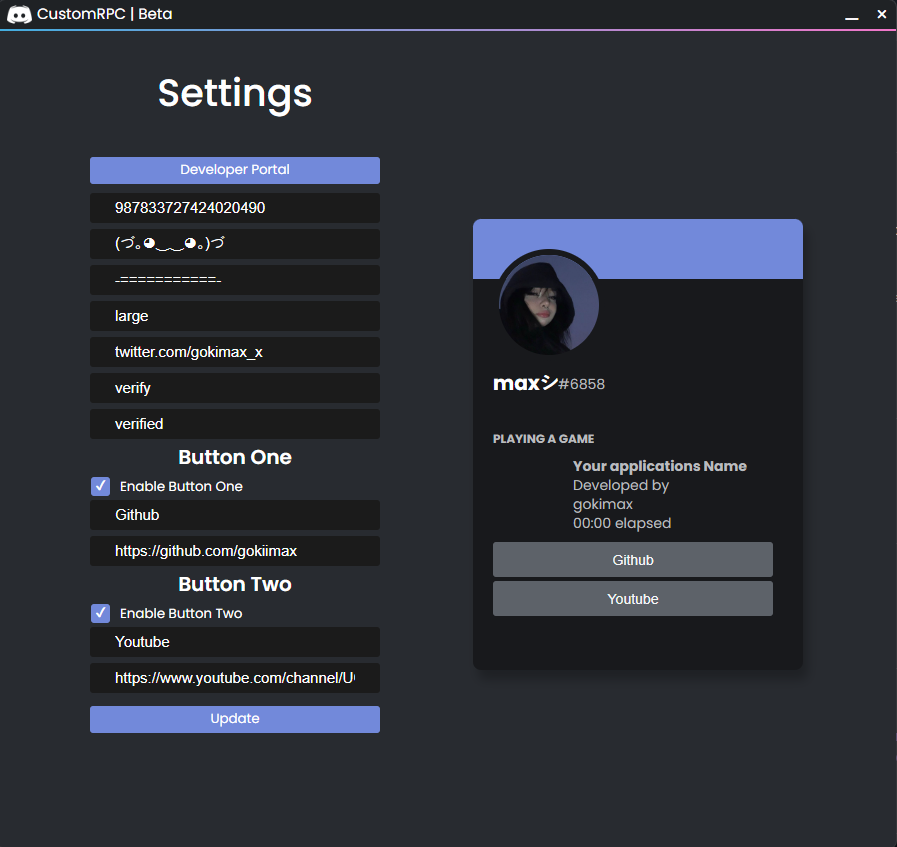 CustomRPC | Beta
Settings
Developer Portal
987833727424020490
(づ｡◕‿‿◕｡)づ
-===========-
large
twitter.com/gokimax_x
verify
verified
Button One
Enable Button One
Github
https://github.com/gokiimax
Button Two
Enable Button Two
Youtube
https://www.youtube.com/channel/U
Update
maxシ#6858
PLAYING A GAME
Your applications Name
Developed by
gokimax
00:00 elapsed
Github
Youtube